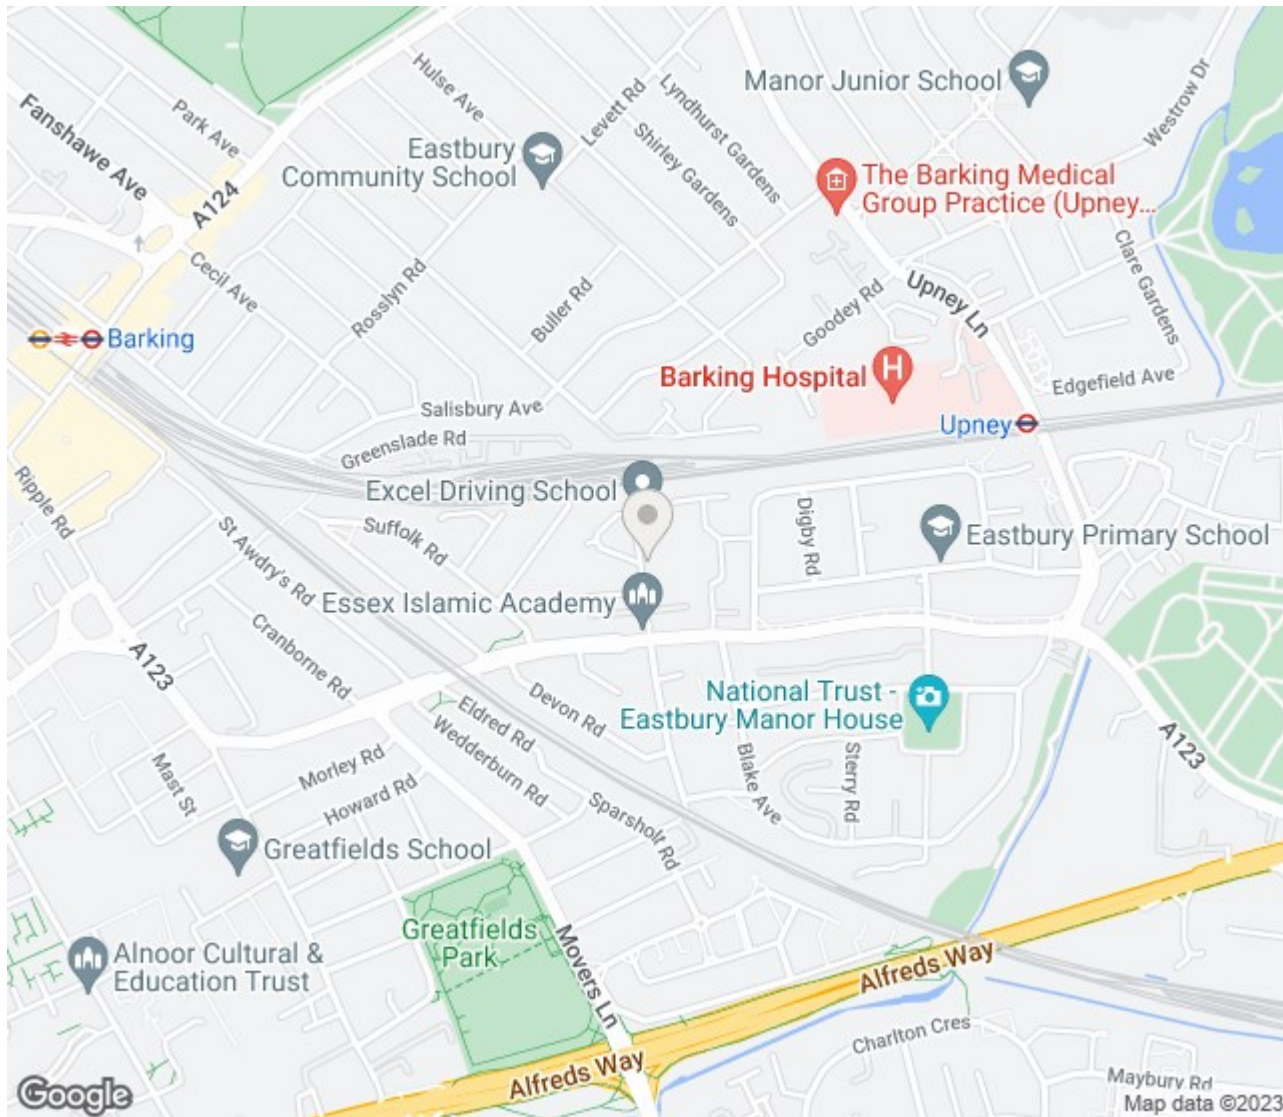 Hulse Ave
Levett Rd
Lyndhurst Gardens
Manor Junior School
Westrow Dr
Park Ave
Fanshawe Ave
Eastbury
Community School
Shirley Gardens
The Barking Medical
Group Practice (Upney...
A124
Cecil Ave
Rosslyn Rd
Buller Rd
Goodey Rd
Upney Ln
Clare Gardens
Barking
Barking Hospital
H
Edgefield Ave
Salisbury Ave
Upney
Greenslade Rd
Ripple Rd
Excel Driving School
St Awdry's Rd
Suffolk Rd
Digby Rd
Eastbury Primary School
Essex Islamic Academy
Cranborne Rd
A123
National Trust -
Eastbury Manor House
Devon Rd
Eldred Rd
Wedderburn Rd
Blake Ave
Sterry Rd
A123
Mast St
Morley Rd
Howard Rd
Sparsholt Rd
Greatfields School
Greatfields
Park
Movers Ln
Alnoor Cultural &
Education Trust
Alfreds Way
Charlton Cres
Alfreds Way
Maybury Rd
Google
Map data ©2023